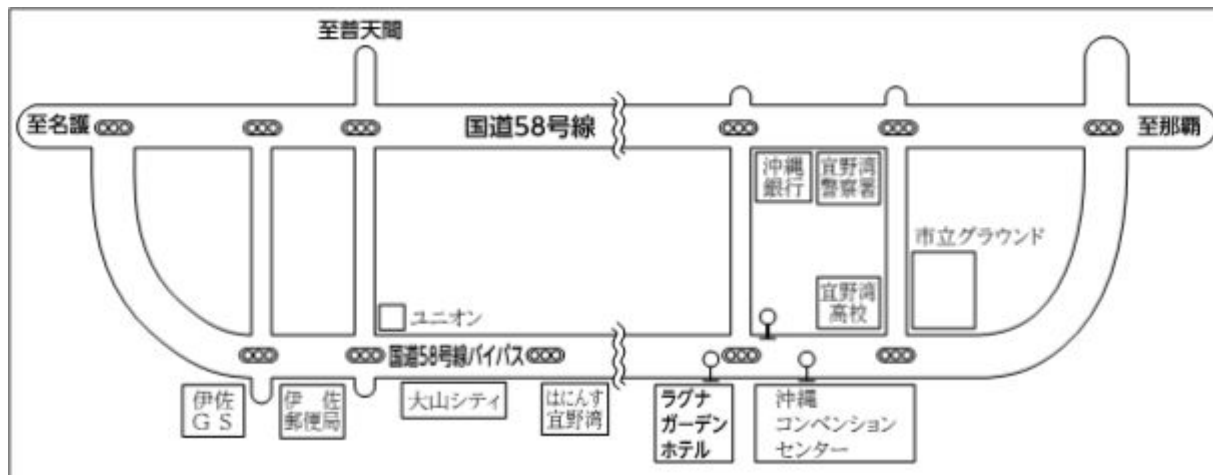 至普天間
至名護
国道58号線
至那覇
沖縄
銀行
宜野湾
警察署
市立グラウンド
宜野湾
高校
ユニオン
国道58号線バイパス
伊佐
GS
伊佐
郵便局
大山シティ
はにんす
宜野湾
ラグナ
ガーデン
ホテル
沖縄
コンベンション
センター